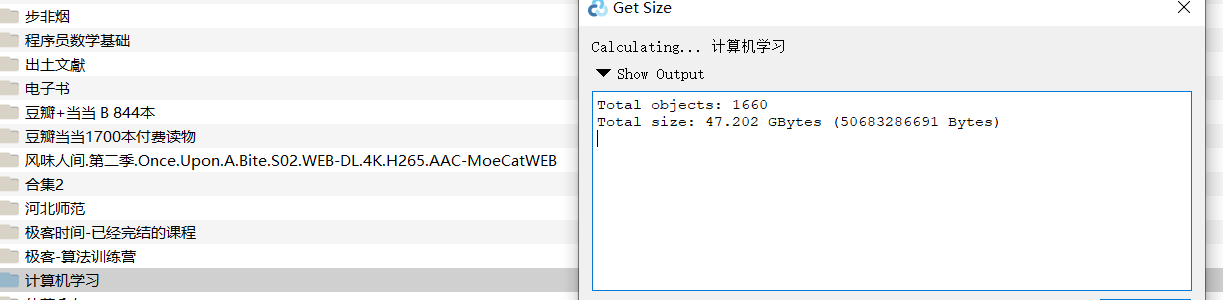 步非烟
程序员数学基础
出土文獻
电子书
豆瓣+当当 B 844本
豆瓣当当1700本付费读物
风味人间.第二季.Once.Upon.A.Bite.S02.WEB-DL.4K.H265.AAC-MoeCatWEB
合集2
河北师范
极客时间-已经完结的课程
极客-算法训练营
计算机学习
Get Size
Calculating... 计算机学习
Show Output
Total objects: 1660
Total size: 47.202 GBytes (50683286691 Bytes)